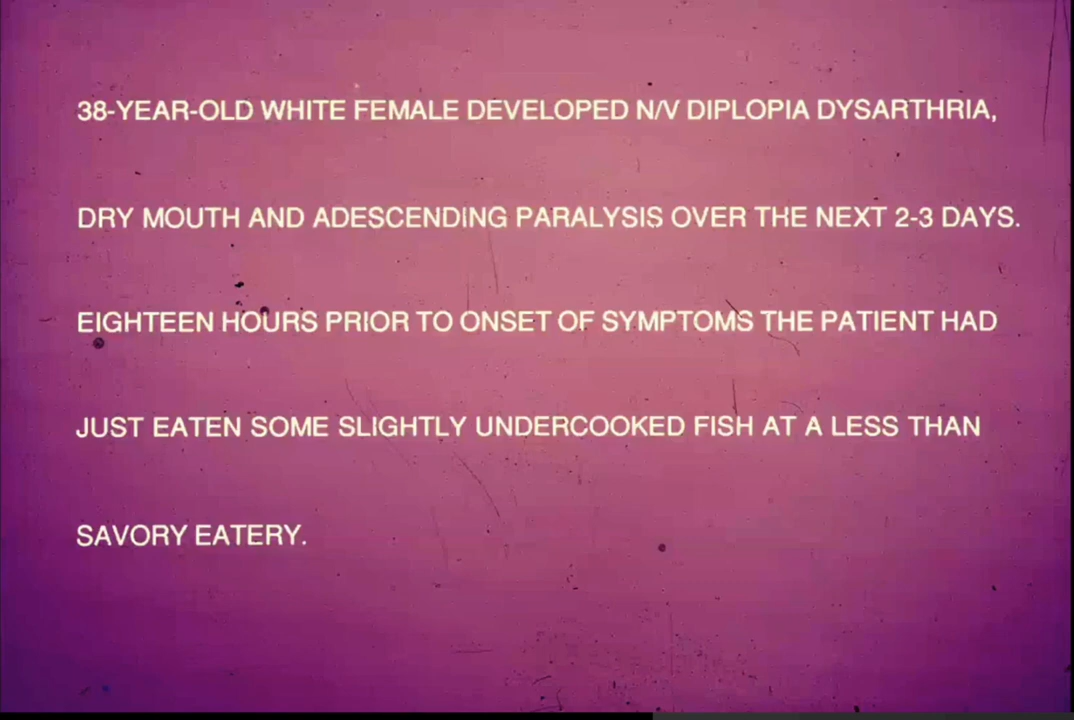 38-YEAR-OLD WHITE FEMALE DEVELOPED N/V DIPLOPIA DYSARTHRIA,
DRY MOUTH AND ADESCENDING PARALYSIS OVER THE NEXT 2-3 DAYS.
EIGHTEEN HOURS PRIOR TO ONSET OF SYMPTOMS THE PATIENT HAD
JUST EATEN SOME SLIGHTLY UNDERCOOKED FISH AT A LESS THAN
SAVORY EATERY.